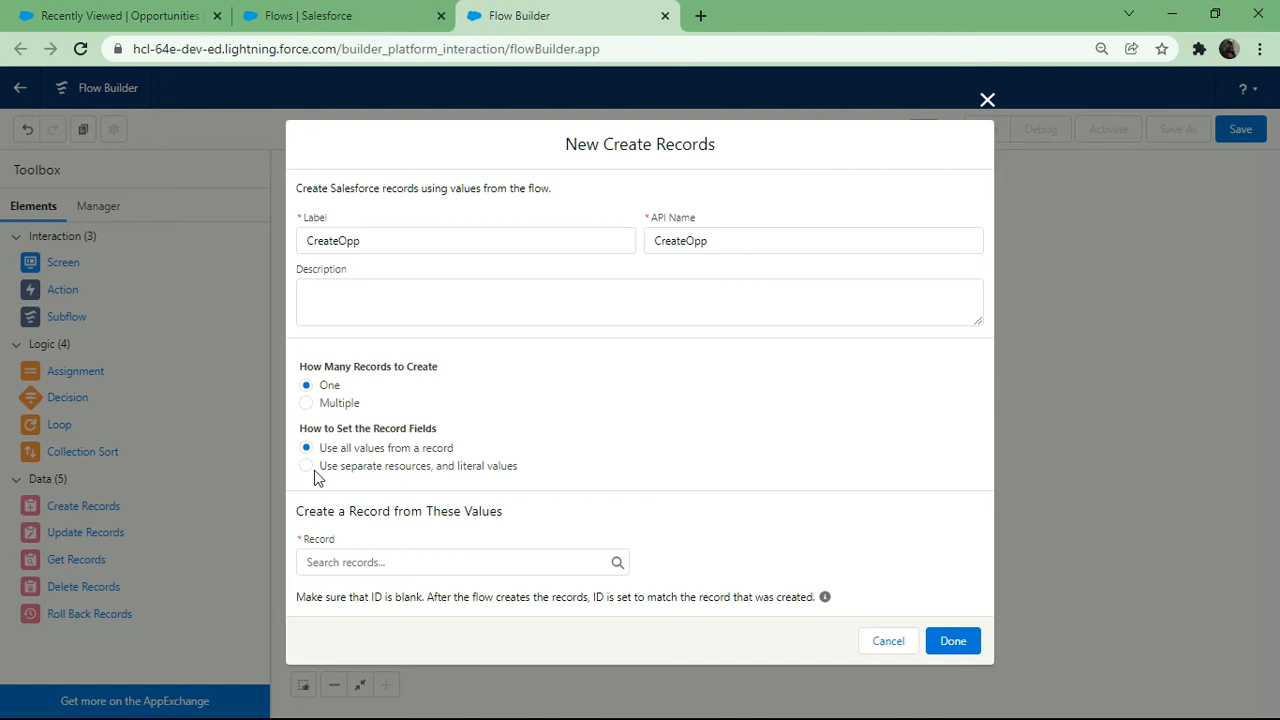 Recently Viewed | Opportunities
Flows | Salesforce
Flow Builder
hcl-64e-dev-ed.lightning.force.com/builder_platform_interaction/flowBuilder.app
Flow Builder
?
Debug
Activate
Save As
Save
Toolbox
Elements
Manager
Interaction (3)
Screen
Action
Subflow
Logic (4)
Assignment
Decision
Loop
Collection Sort
Data (5)
Create Records
Update Records
Get Records
Delete Records
Roll Back Records
Get more on the AppExchange
New Create Records
Create Salesforce records using values from the flow.
* Label
* API Name
CreateOpp
CreateOpp
Description
How Many Records to Create
One
Multiple
How to Set the Record Fields
Use all values from a record
Use separate resources, and literal values
Create a Record from These Values
* Record
Search records...
Make sure that ID is blank. After the flow creates the records, ID is set to match the record that was created.
Cancel
Done